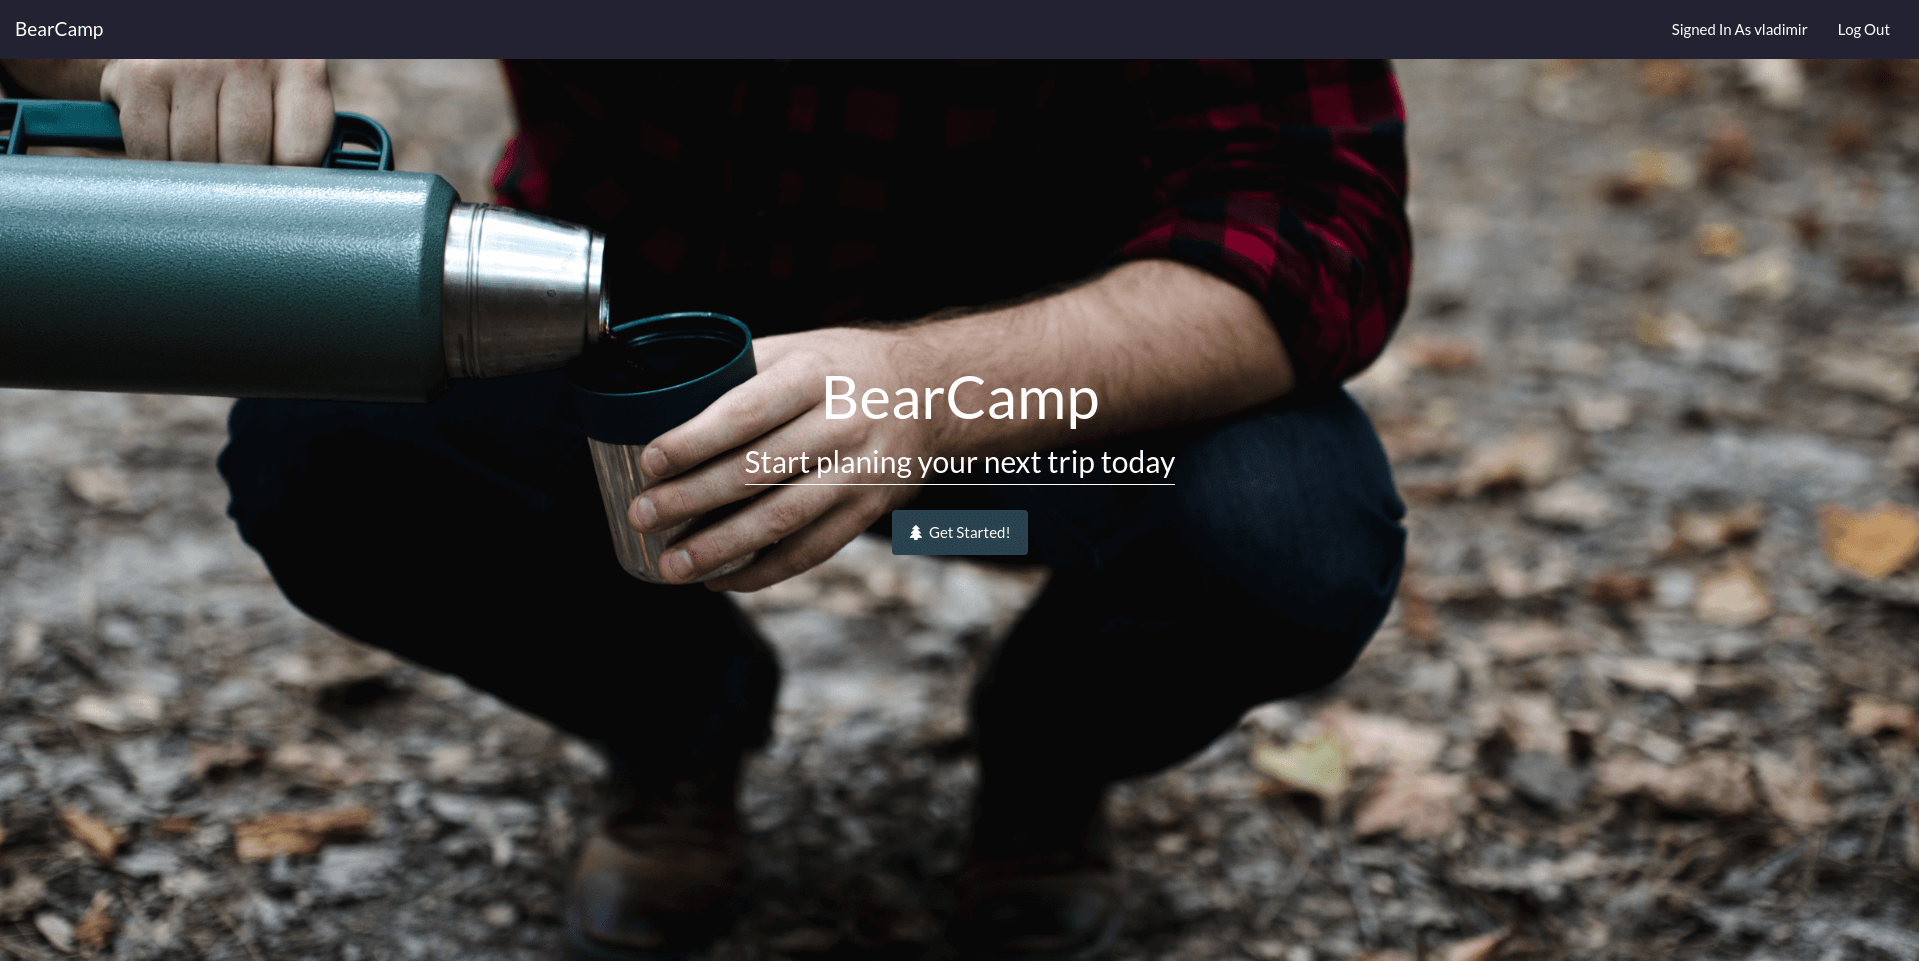 BearCamp
Signed In As vladimir
Log Out
BearCamp
Start planing your next trip today
Get Started!